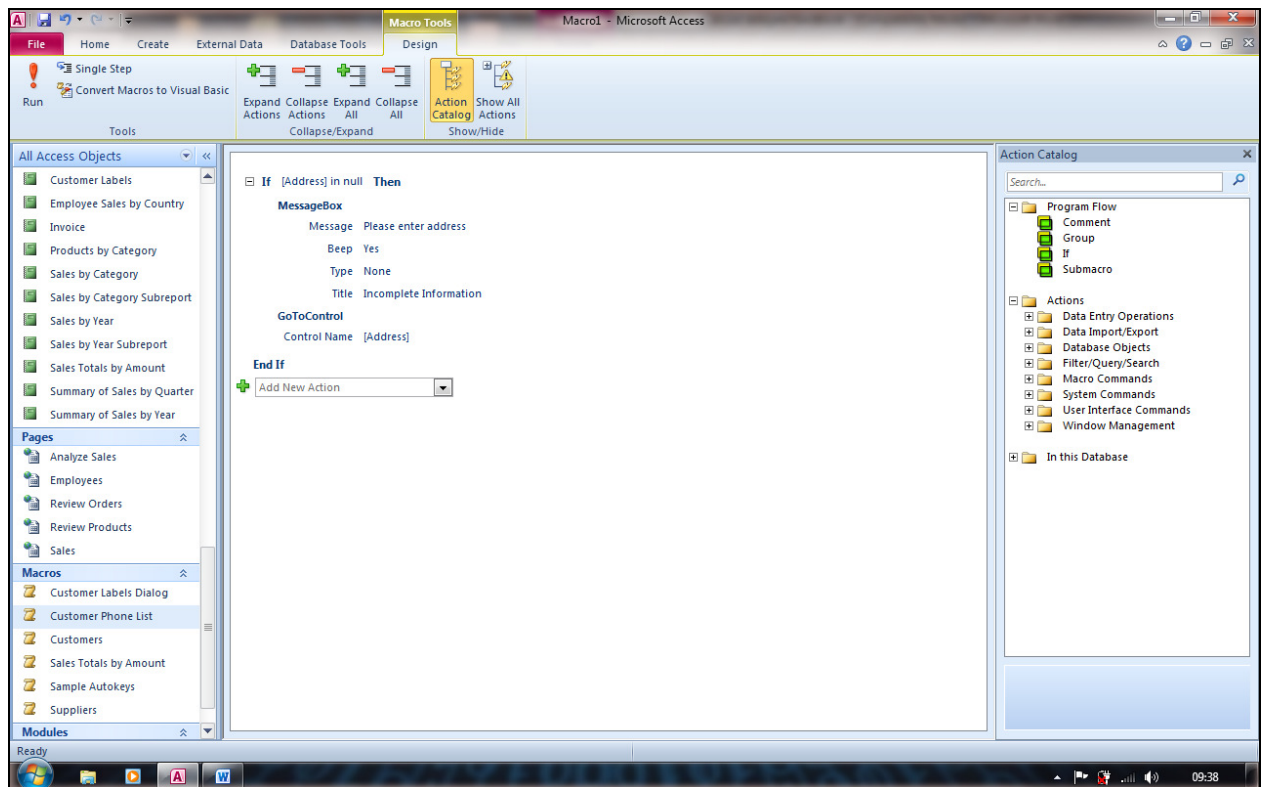 Macro Tools
Macro1 - Microsoft Access
File Home Create External Data Database Tools Design
Run
Single Step
Convert Macros to Visual Basic
Tools
Expand Actions
Collapse Actions
Expand All
Collapse All
Collapse/Expand
Action Catalog
Show All Actions
Show/Hide
All Access Objects
Customer Labels
Employee Sales by Country
Invoice
Products by Category
Sales by Category
Sales by Category Subreport
Sales by Year
Sales by Year Subreport
Sales Totals by Amount
Summary of Sales by Quarter
Summary of Sales by Year
Pages
Analyze Sales
Employees
Review Orders
Review Products
Sales
Macros
Customer Labels Dialog
Customer Phone List
Customers
Sales Totals by Amount
Sample Autokeys
Suppliers
Modules
If [Address] in null Then
MessageBox
Message Please enter address
Beep Yes
Type None
Title Incomplete Information
GoToControl
Control Name [Address]
End If
Add New Action
Action Catalog
Search...
Program Flow
Comment
Group
If
Submacro
Actions
Data Entry Operations
Data Import/Export
Database Objects
Filter/Query/Search
Macro Commands
System Commands
User Interface Commands
Window Management
In this Database
Ready
09:38